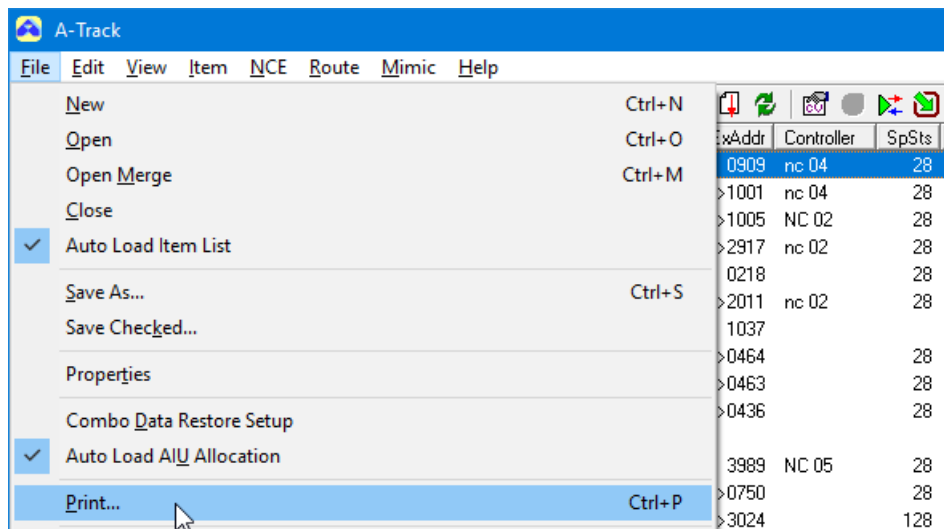 A-Track
File Edit View Item NCE Route Mimic Help
New Ctrl+N
Open Ctrl+O
Open Merge Ctrl+M
Close
Auto Load Item List
Save As... Ctrl+S
Save Checked...
Properties
Combo Data Restore Setup
Auto Load AIU Allocation
Print... Ctrl+P
CV
ExAddr Controller SpSts
0909 nc 04 28
>1001 nc 04 28
>1005 NC 02 28
>2917 nc 02 28
0218 28
>2011 nc 02 28
1037
>0464 28
>0463 28
>0436 28
3989 NC 05 28
>0750 28
>3024 128